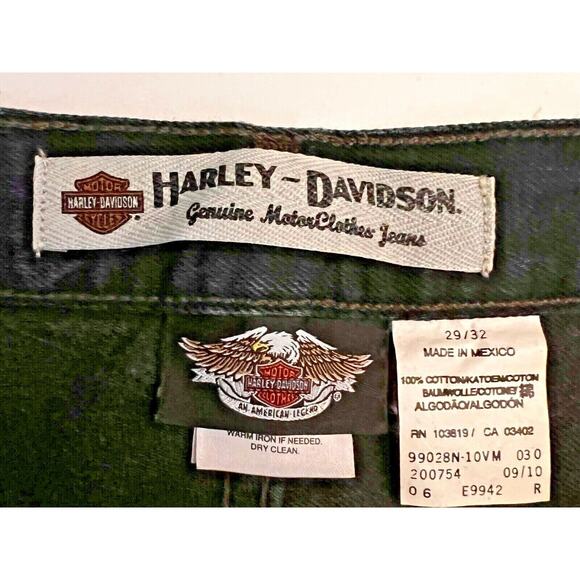 MOTOR
HARLEY-DAVIDSON
CYCLES
HARLEY-DAVIDSON.
Genuine MotorClothes Jeans
MOTOR
HARLEY-DAVIDSON
CLOTHES
AN AMERICAN LEGEND
WARM IRON IF NEEDED.
DRY CLEAN.
29/32
MADE IN MEXICO
100% COTTON/KATOEN/COTON
BAUMWOLLE/COTONE/
ALGODÃO/ALGODÓN
RN 103819/ CA 03402
99028N-10VM 030
200754 09/10
06 E9942 R